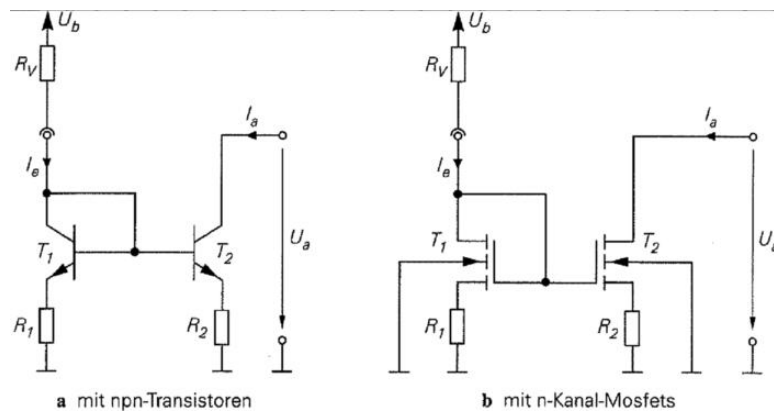 U_b U_b
R_V R_V
I_a I_a
I_e I_e
T_1 T_2 U_a T_1 T_2
R_1 R_2 R_1 R_2
a mit npn-Transistoren b mit n-Kanal-Mosfets